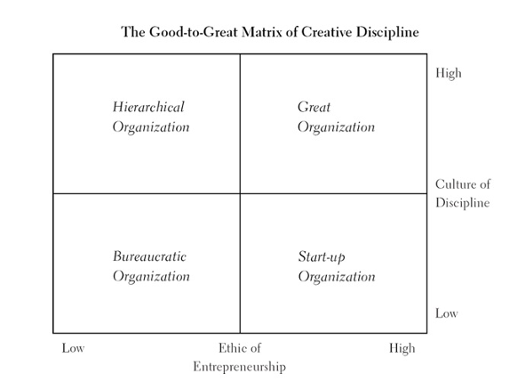 The Good-to-Great Matrix of Creative Discipline
High
Hierarchical
Organization
Great
Organization
Culture of
Discipline
Bureaucratic
Organization
Start-up
Organization
Low
Low
Ethic of
Entrepreneurship
High